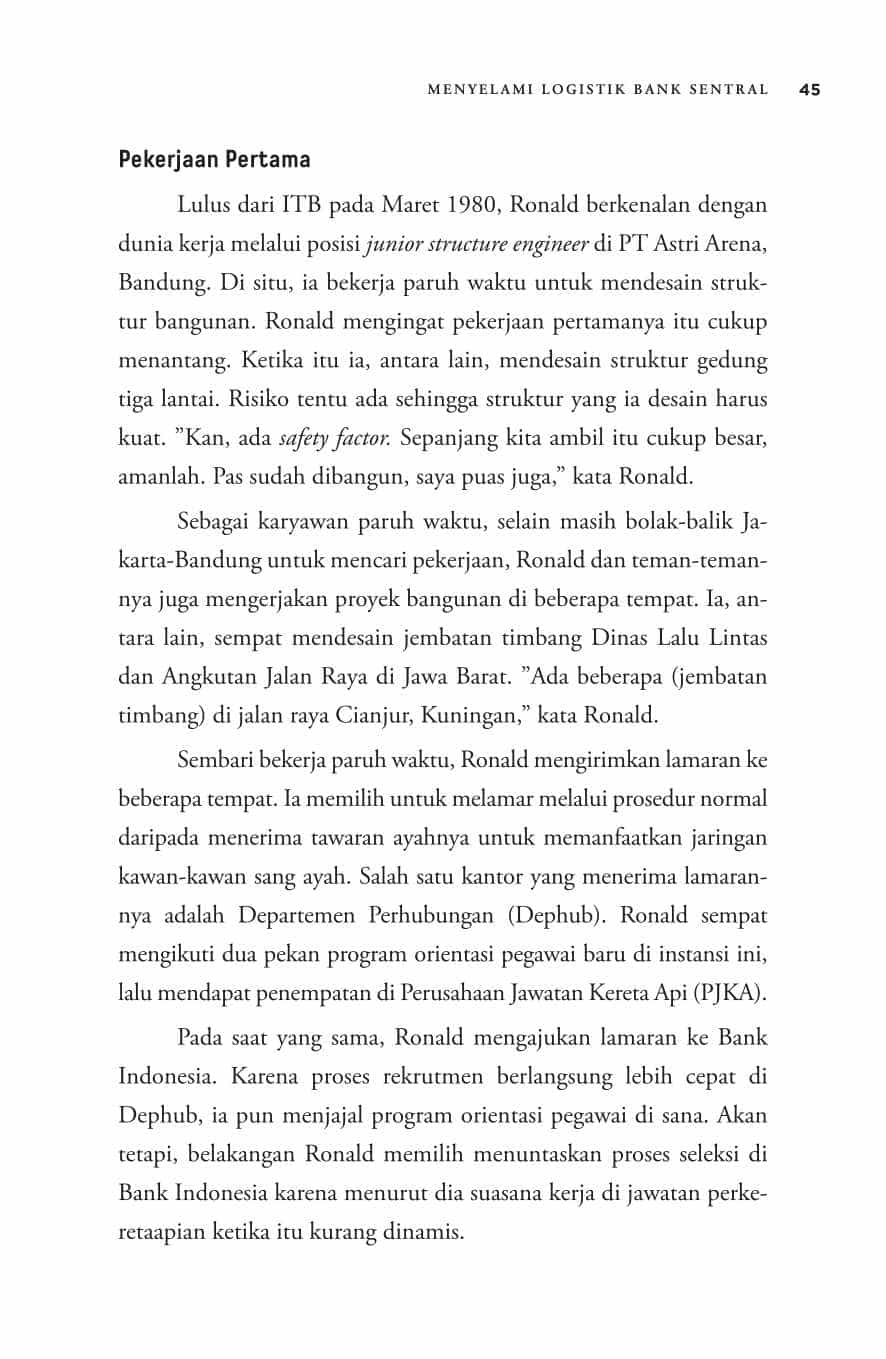 MENYELAMI LOGISTIK BANK SENTRAL 45
Pekerjaan Pertama
Lulus dari ITB pada Maret 1980, Ronald berkenalan dengan
dunia kerja melalui posisi junior structure engineer di PT Astri Arena,
Bandung. Di situ, ia bekerja paruh waktu untuk mendesain struk-
tur bangunan. Ronald mengingat pekerjaan pertamanya itu cukup
menantang. Ketika itu ia, antara lain, mendesain struktur gedung
tiga lantai. Risiko tentu ada sehingga struktur yang ia desain harus
kuat. ”Kan, ada safety factor. Sepanjang kita ambil itu cukup besar,
amanlah. Pas sudah dibangun, saya puas juga,” kata Ronald.
Sebagai karyawan paruh waktu, selain masih bolak-balik Ja-
karta-Bandung untuk mencari pekerjaan, Ronald dan teman-teman-
nya juga mengerjakan proyek bangunan di beberapa tempat. Ia, an-
tara lain, sempat mendesain jembatan timbang Dinas Lalu Lintas
dan Angkutan Jalan Raya di Jawa Barat. ”Ada beberapa (jembatan
timbang) di jalan raya Cianjur, Kuningan,” kata Ronald.
Sembari bekerja paruh waktu, Ronald mengirimkan lamaran ke
beberapa tempat. Ia memilih untuk melamar melalui prosedur normal
daripada menerima tawaran ayahnya untuk memanfaatkan jaringan
kawan-kawan sang ayah. Salah satu kantor yang menerima lamaran-
nya adalah Departemen Perhubungan (Dephub). Ronald sempat
mengikuti dua pekan program orientasi pegawai baru di instansi ini,
lalu mendapat penempatan di Perusahaan Jawatan Kereta Api (PJKA).
Pada saat yang sama, Ronald mengajukan lamaran ke Bank
Indonesia. Karena proses rekrutmen berlangsung lebih cepat di
Dephub, ia pun menjajal program orientasi pegawai di sana. Akan
tetapi, belakangan Ronald memilih menuntaskan proses seleksi di
Bank Indonesia karena menurut dia suasana kerja di jawatan perke-
retaapian ketika itu kurang dinamis.